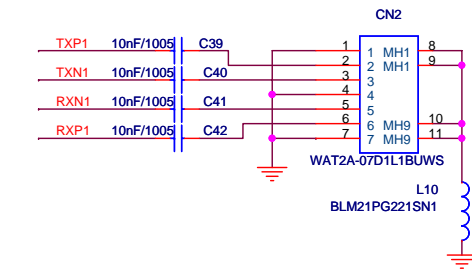 CN2
TXP1 10nF/1005 C39
TXN1 10nF/1005 C40
RXN1 10nF/1005 C41
RXP1 10nF/1005 C42
1 1 MH1 8
2 2 MH1 9
3 3
4 4
5 5
6 6 MH9 10
7 7 MH9 11
WAT2A-07D1L1BUWS
L10
BLM21PG221SN1